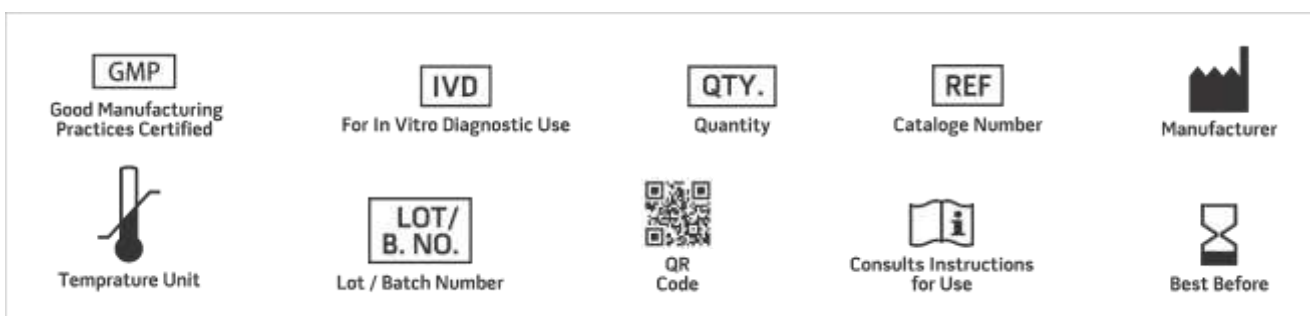 GMP
Good Manufacturing
Practices Certified
IVD
For In Vitro Diagnostic Use
QTY.
Quantity
REF
Cataloge Number
Manufacturer
Temprature Unit
LOT/
B. NO.
Lot / Batch Number
QR
Code
i
Consults Instructions
for Use
Best Before